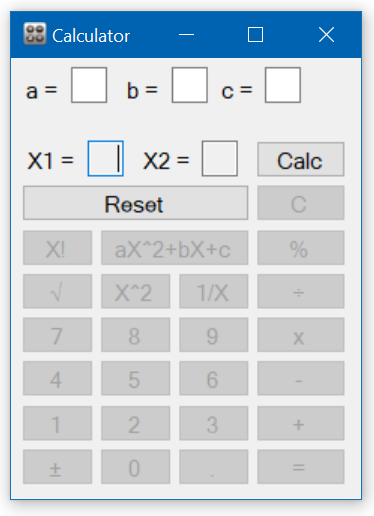 Calculator
a = b = c =
X1 = X2 = Calc
Reset C
X! aX^2+bX+c %
√ X^2 1/X ÷
7 8 9 x
4 5 6 -
1 2 3 +
± 0 . =